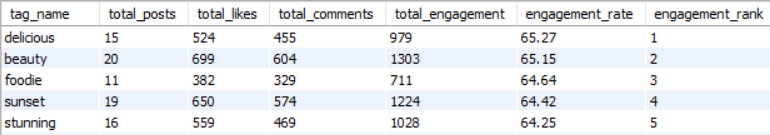 tag_name total_posts total_likes total_comments total_engagement engagement_rate engagement_rank
delicious 15 524 455 979 65.27 1
beauty 20 699 604 1303 65.15 2
foodie 11 382 329 711 64.64 3
sunset 19 650 574 1224 64.42 4
stunning 16 559 469 1028 64.25 5